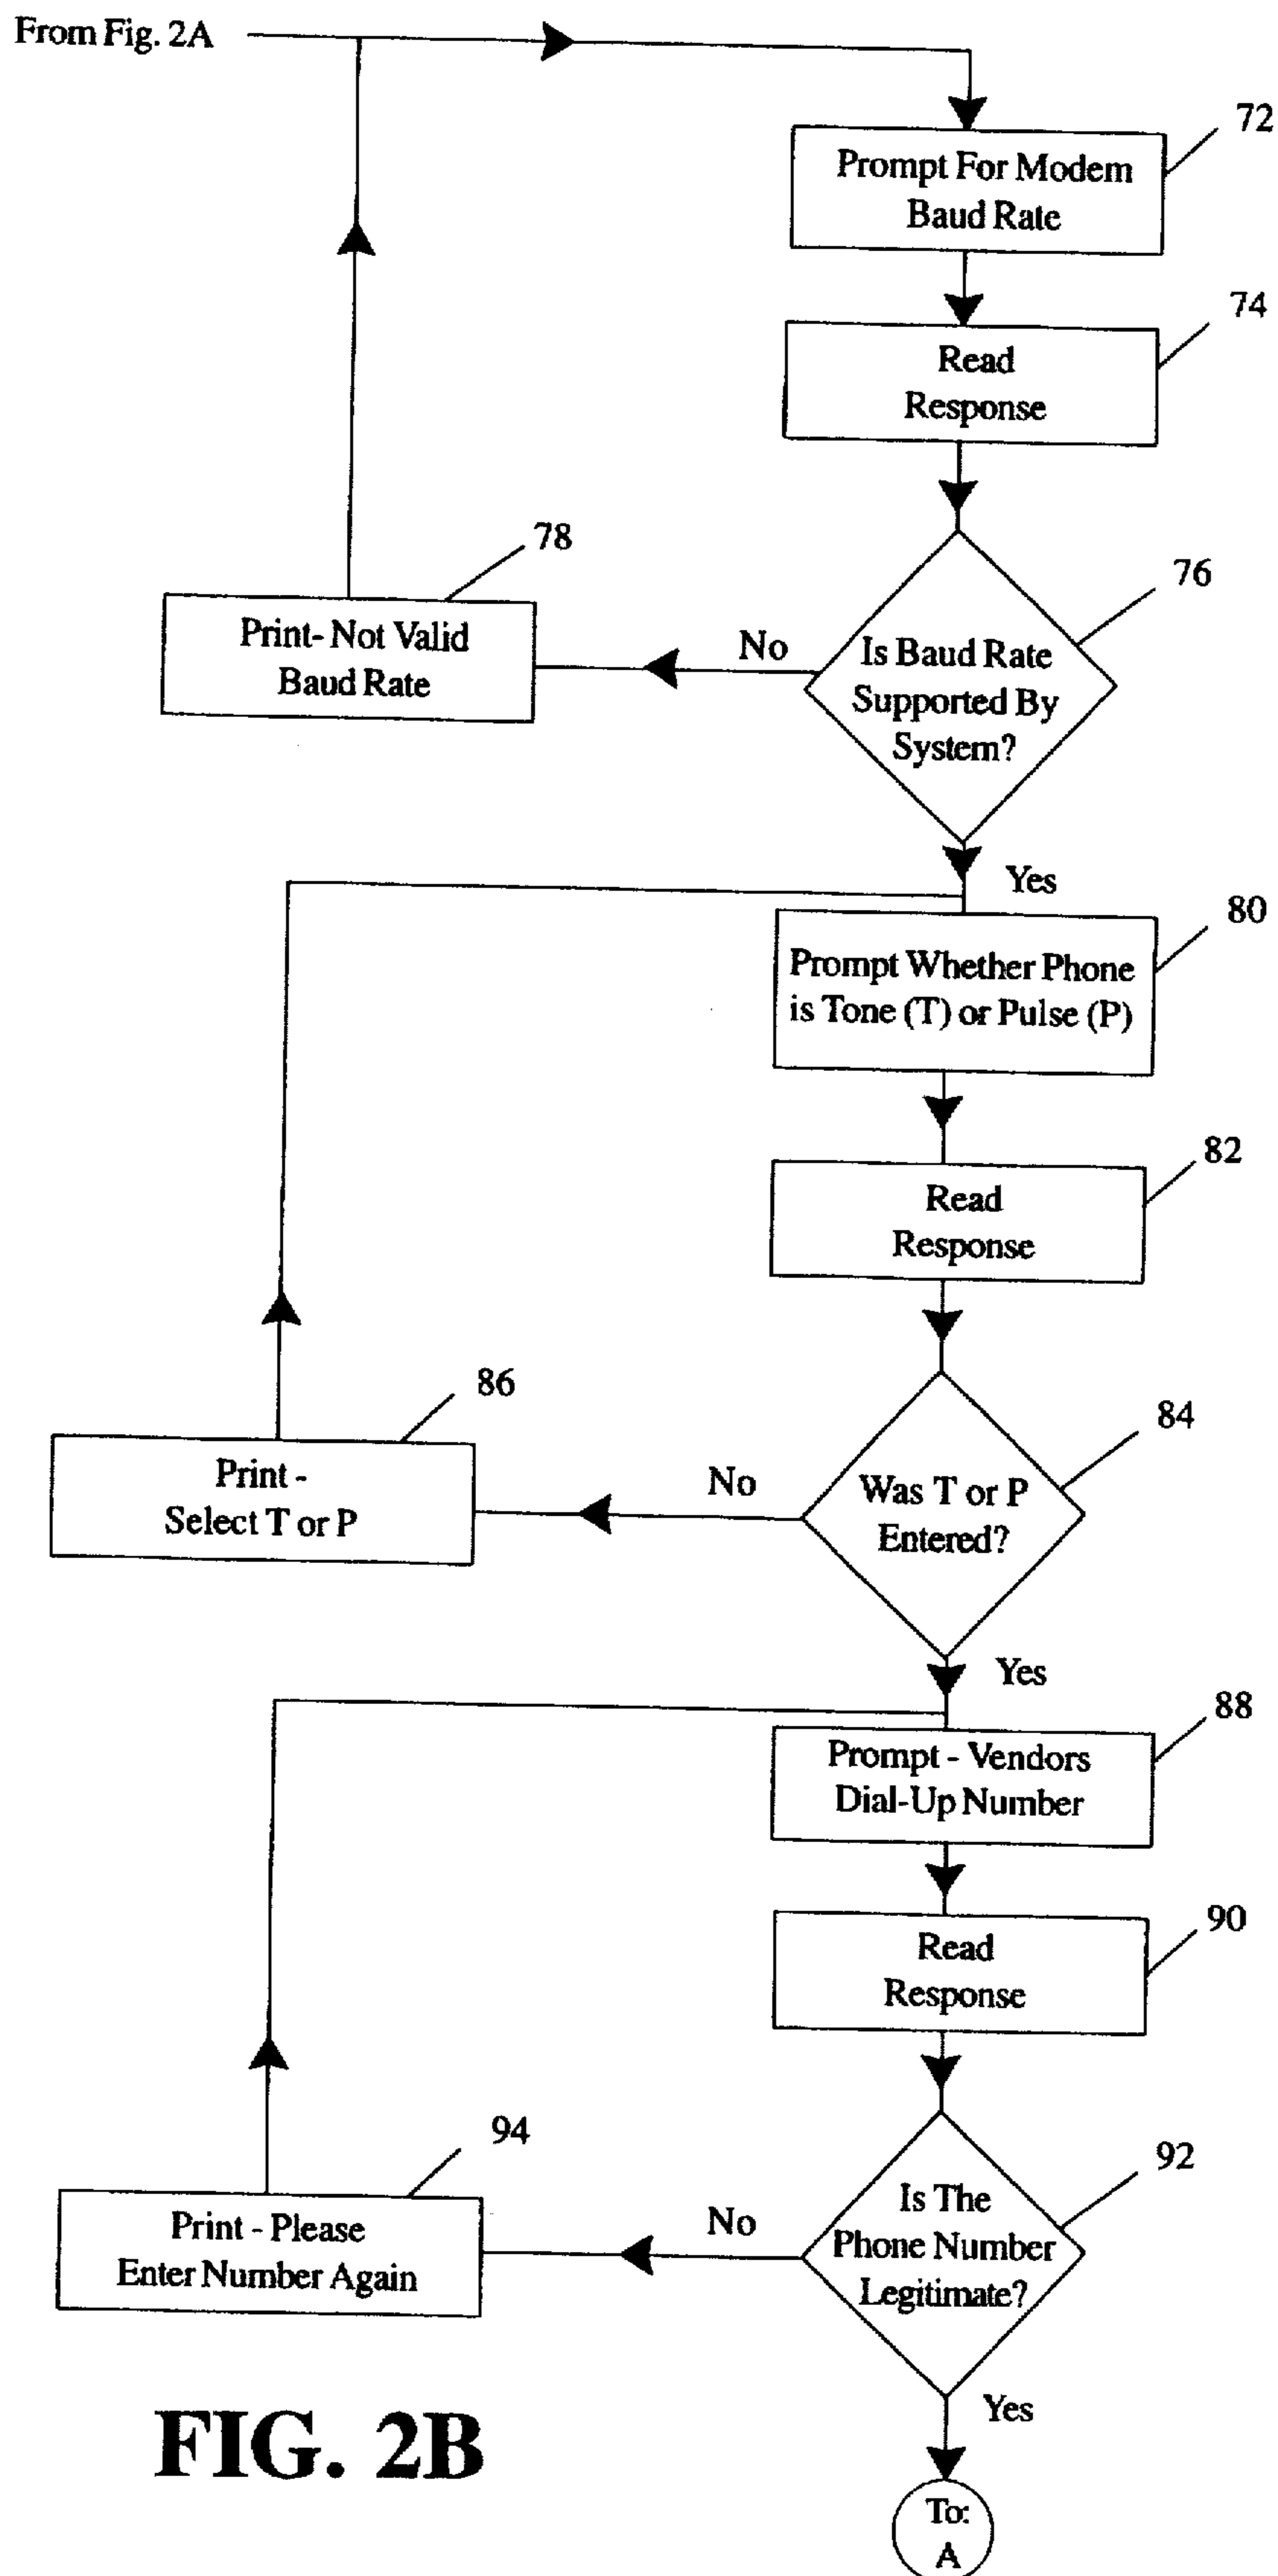 From Fig. 2A
72
Prompt For Modem
Baud Rate
74
Read
Response
78
Print- Not Valid
Baud Rate
No
76
Is Baud Rate
Supported By
System?
Yes
80
Prompt Whether Phone
is Tone (T) or Pulse (P)
82
Read
Response
86
Print -
Select T or P
No
84
Was T or P
Entered?
Yes
88
Prompt - Vendors
Dial-Up Number
90
Read
Response
94
Print - Please
Enter Number Again
No
92
Is The
Phone Number
Legitimate?
Yes
FIG. 2B
To:
A